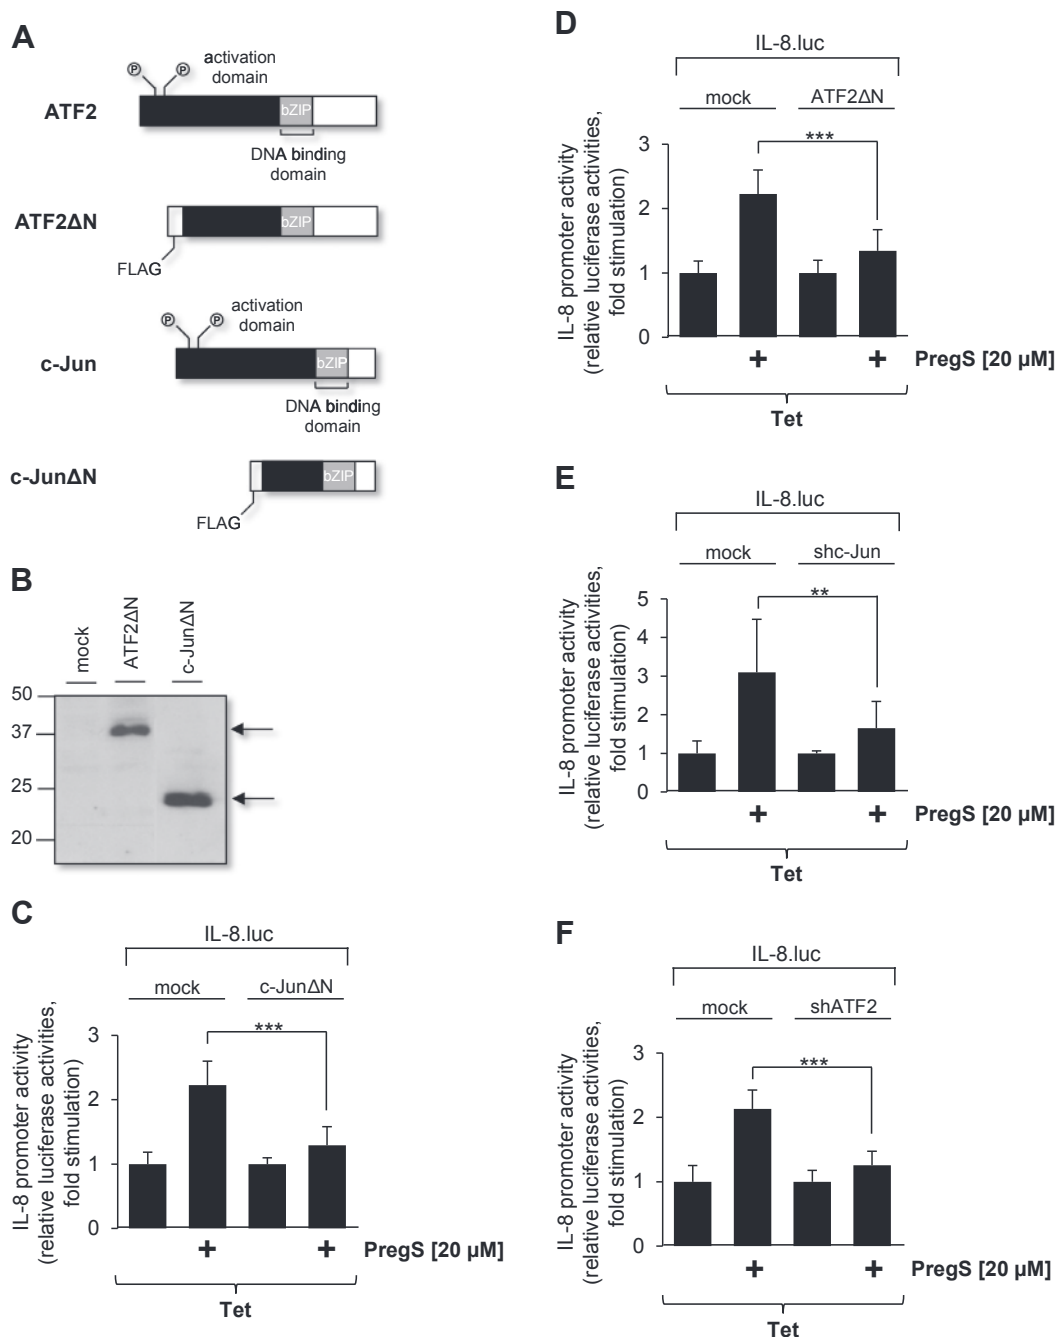 A
P
P
activation
domain
ATF2
bZIP
DNA binding
domain
ATF2ΔN
bZIP
FLAG
P
P
activation
domain
c-Jun
bZIP
DNA binding
domain
c-JunΔN
bZIP
FLAG
B
mock
ATF2ΔN
c-JunΔN
50
37
25
20
C
IL-8.luc
mock
c-JunΔN
IL-8 promoter activity
(relative luciferase activities,
fold stimulation)
3
2
1
0
***
+
+
PregS [20 µM]
Tet
D
IL-8.luc
mock
ATF2ΔN
IL-8 promoter activity
(relative luciferase activities,
fold stimulation)
3
2
1
0
***
+
+
PregS [20 µM]
Tet
E
IL-8.luc
mock
shc-Jun
IL-8 promoter activity
(relative luciferase activities,
fold stimulation)
5
4
3
2
1
0
**
+
+
PregS [20 µM]
Tet
F
IL-8.luc
mock
shATF2
IL-8 promoter activity
(relative luciferase activities,
fold stimulation)
3
2
1
0
***
+
+
PregS [20 µM]
Tet